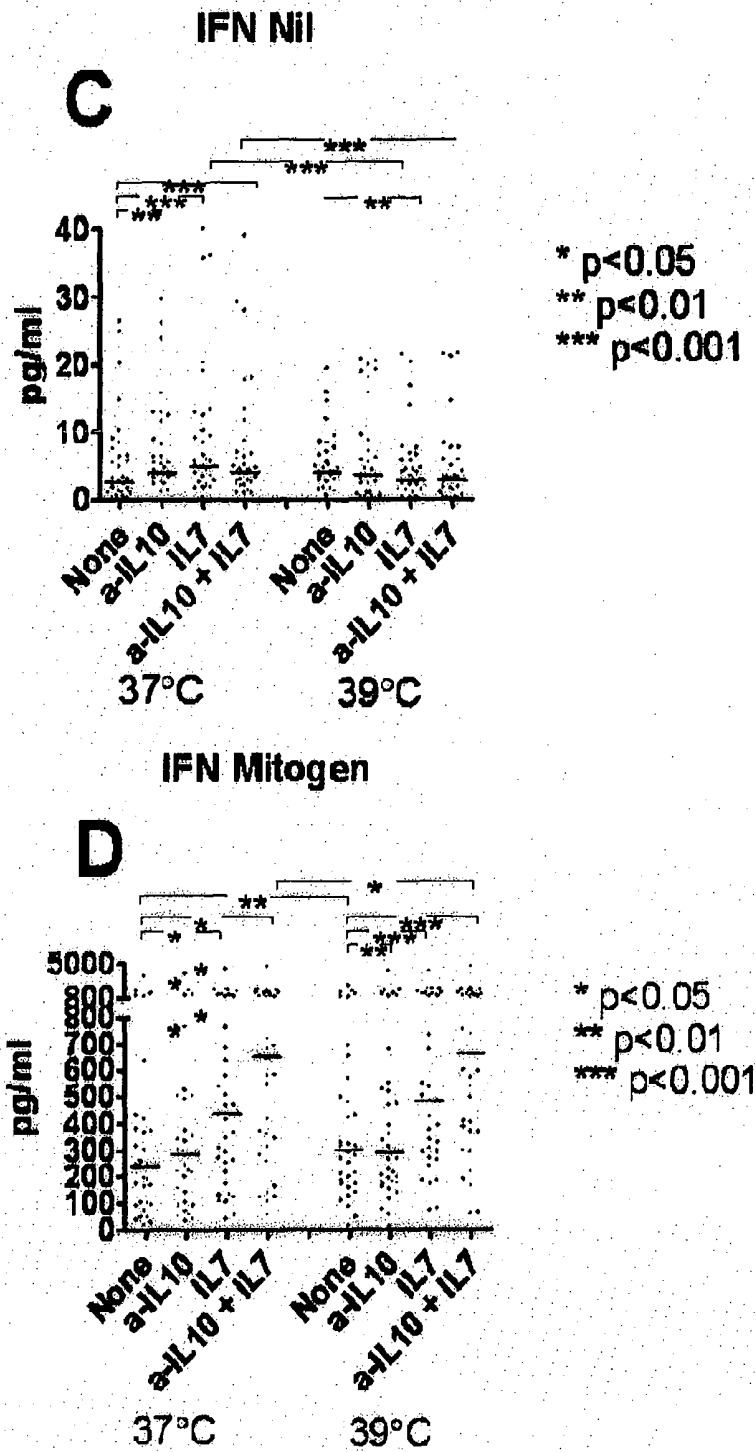 IFN Nil
C
***
***
***
***
**
**
40
30
20
10
0
pg/ml
* p<0.05
** p<0.01
*** p<0.001
None
a-IL10
IL7
a-IL10 + IL7
None
a-IL10
IL7
a-IL10 + IL7
37°C
39°C
IFN Mitogen
D
*
**
*
***
*
***
**
5000
*
*
800
800
*
*
700
600
500
400
300
200
100
0
pg/ml
* p<0.05
** p<0.01
*** p<0.001
None
a-IL10
IL7
a-IL10 + IL7
None
a-IL10
IL7
a-IL10 + IL7
37°C
39°C